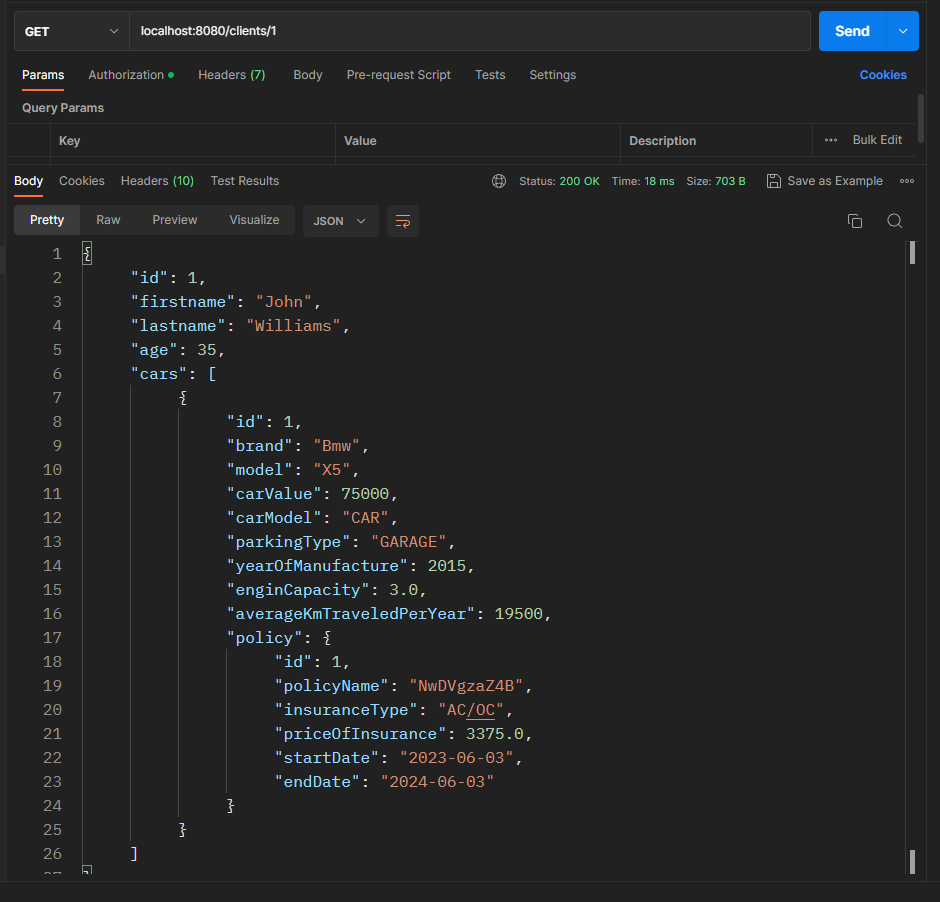 GET localhost:8080/clients/1 Send
Params Authorization Headers (7) Body Pre-request Script Tests Settings Cookies
Query Params
Key Value Description ••• Bulk Edit
Body Cookies Headers (10) Test Results Status: 200 OK Time: 18 ms Size: 703 B Save as Example
Pretty Raw Preview Visualize JSON
1 {
2 "id": 1,
3 "firstname": "John",
4 "lastname": "Williams",
5 "age": 35,
6 "cars": [
7 {
8 "id": 1,
9 "brand": "Bmw",
10 "model": "X5",
11 "carValue": 75000,
12 "carModel": "CAR",
13 "parkingType": "GARAGE",
14 "yearOfManufacture": 2015,
15 "enginCapacity": 3.0,
16 "averageKmTraveledPerYear": 19500,
17 "policy": {
18 "id": 1,
19 "policyName": "NwDVgzaZ4B",
20 "insuranceType": "AC/OC",
21 "priceOfInsurance": 3375.0,
22 "startDate": "2023-06-03",
23 "endDate": "2024-06-03"
24 }
25 }
26 ]